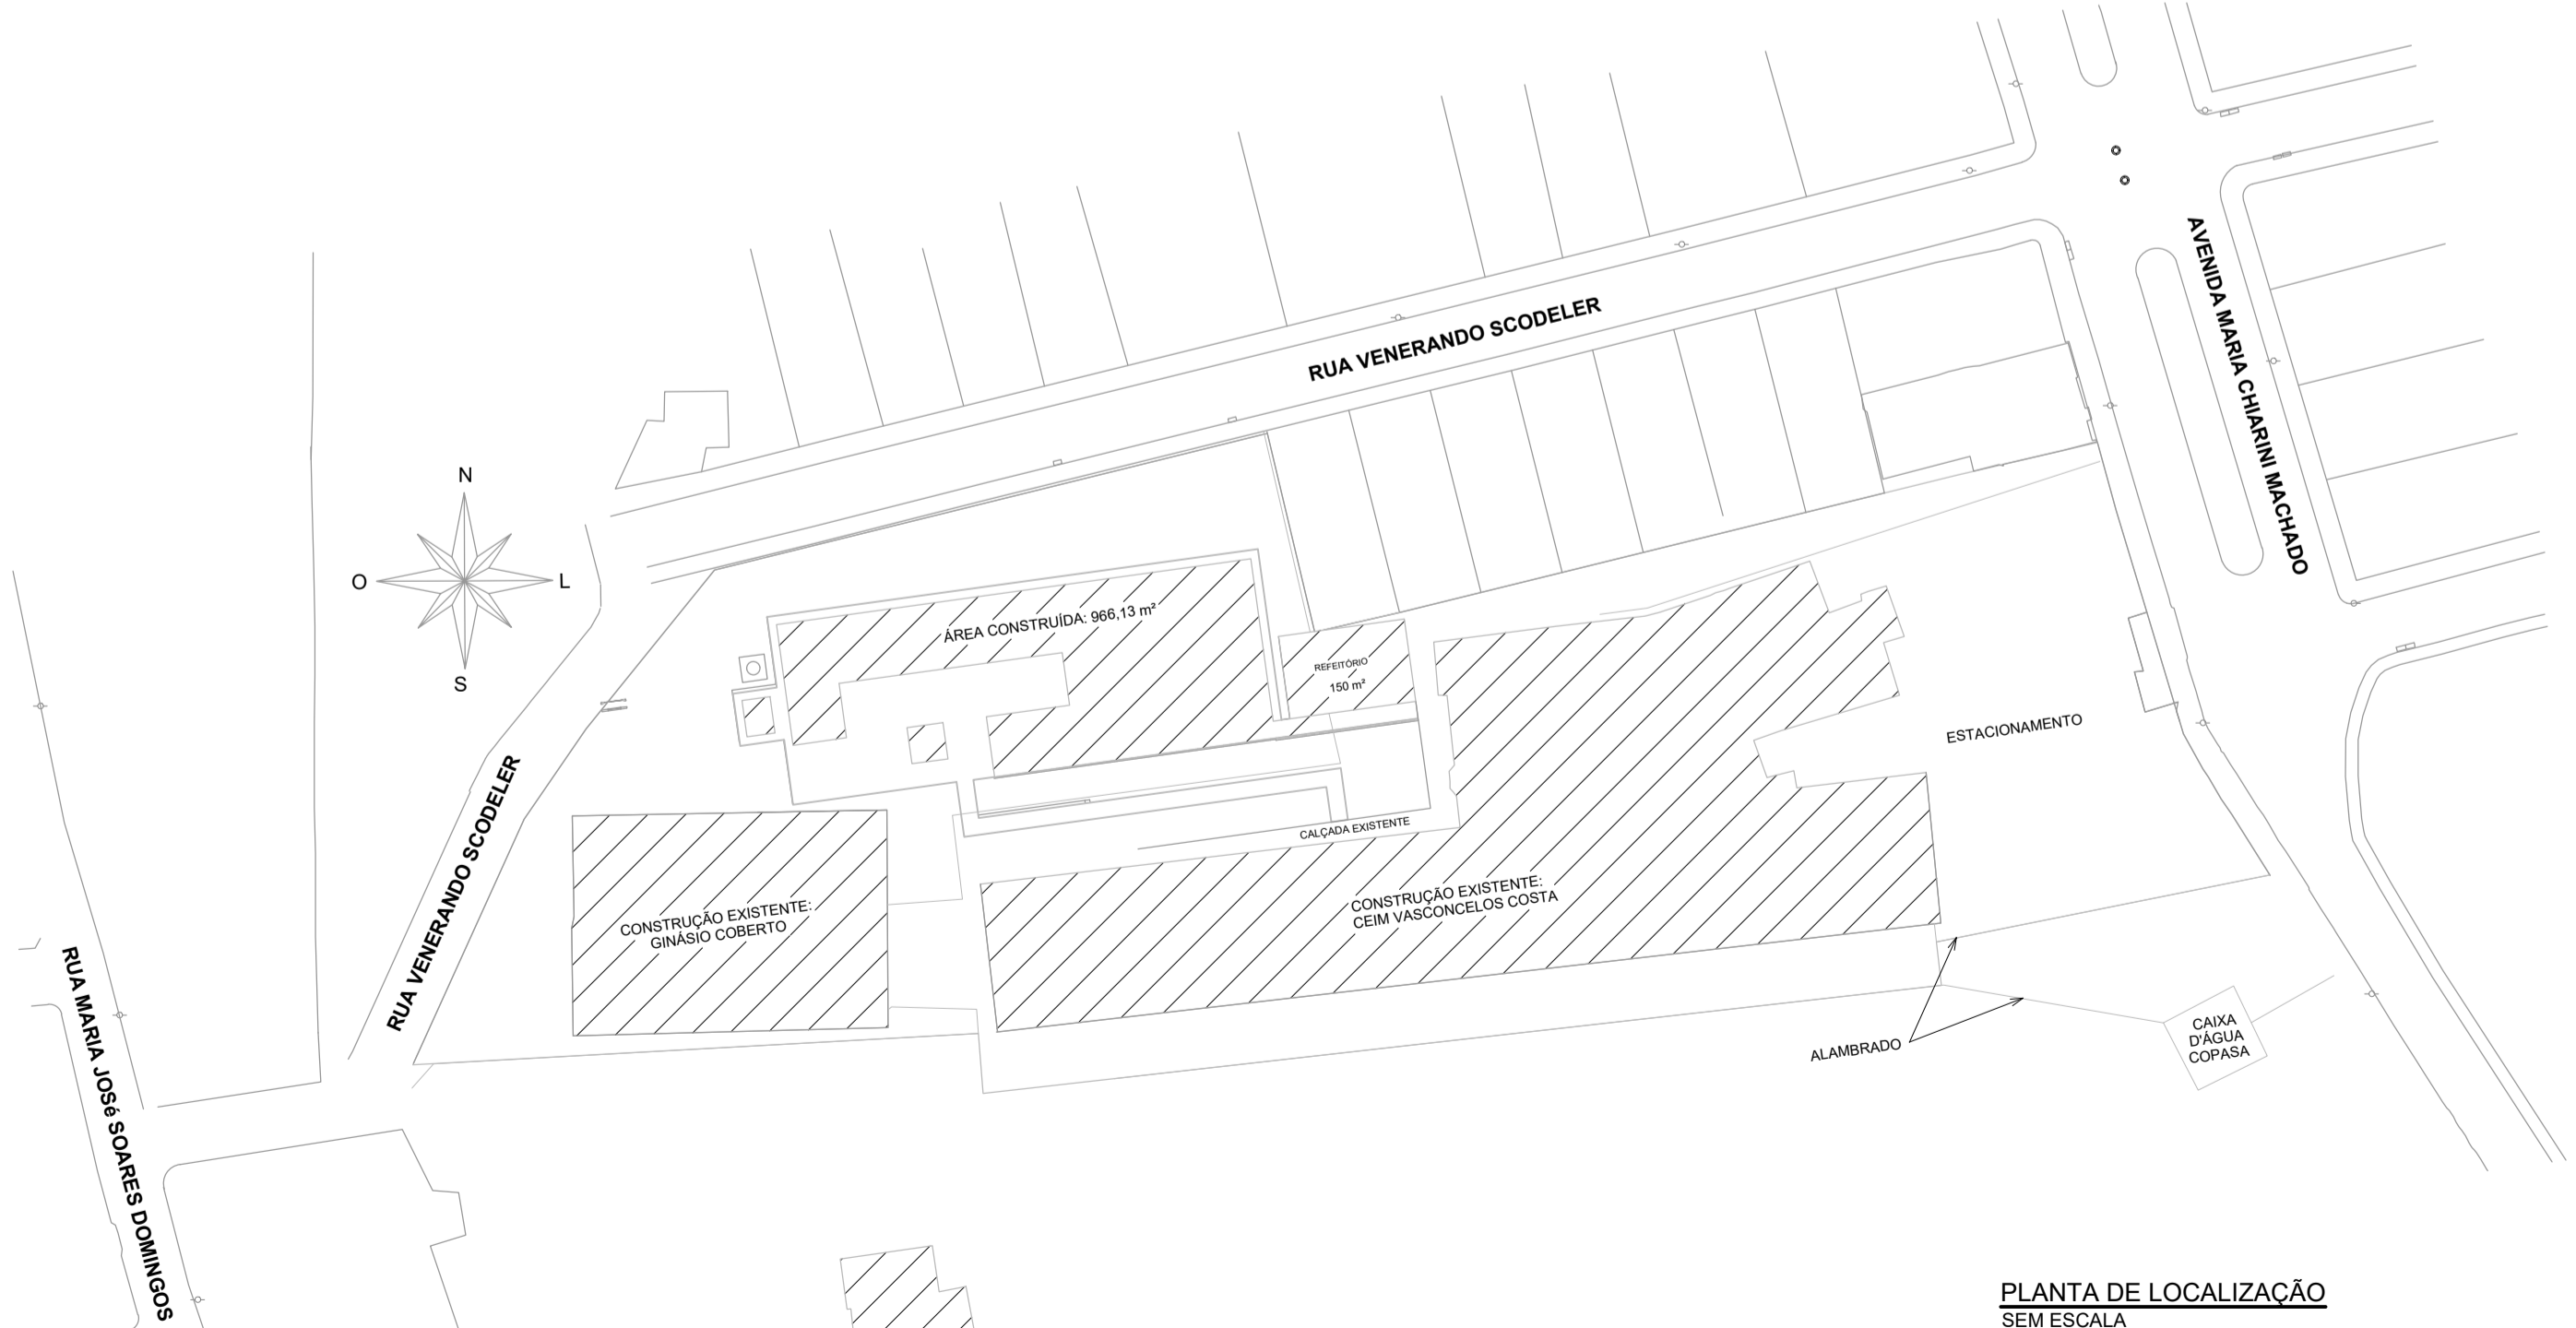 RUA VENERANDO SCODELER
AVENIDA MARIA CHIARINI MACHADO
N
O
L
S
ÁREA CONSTRUÍDA: 966,13 m²
REFEITÓRIO
150 m²
ESTACIONAMENTO
RUA VENERANDO SCODELER
CALÇADA EXISTENTE
CONSTRUÇÃO EXISTENTE:
GINÁSIO COBERTO
CONSTRUÇÃO EXISTENTE:
CEIM VASCONCELOS COSTA
RUA MARIA JOSé SOARES DOMINGOS
ALAMBRADO
CAIXA
D'ÁGUA
COPASA
PLANTA DE LOCALIZAÇÃO
SEM ESCALA